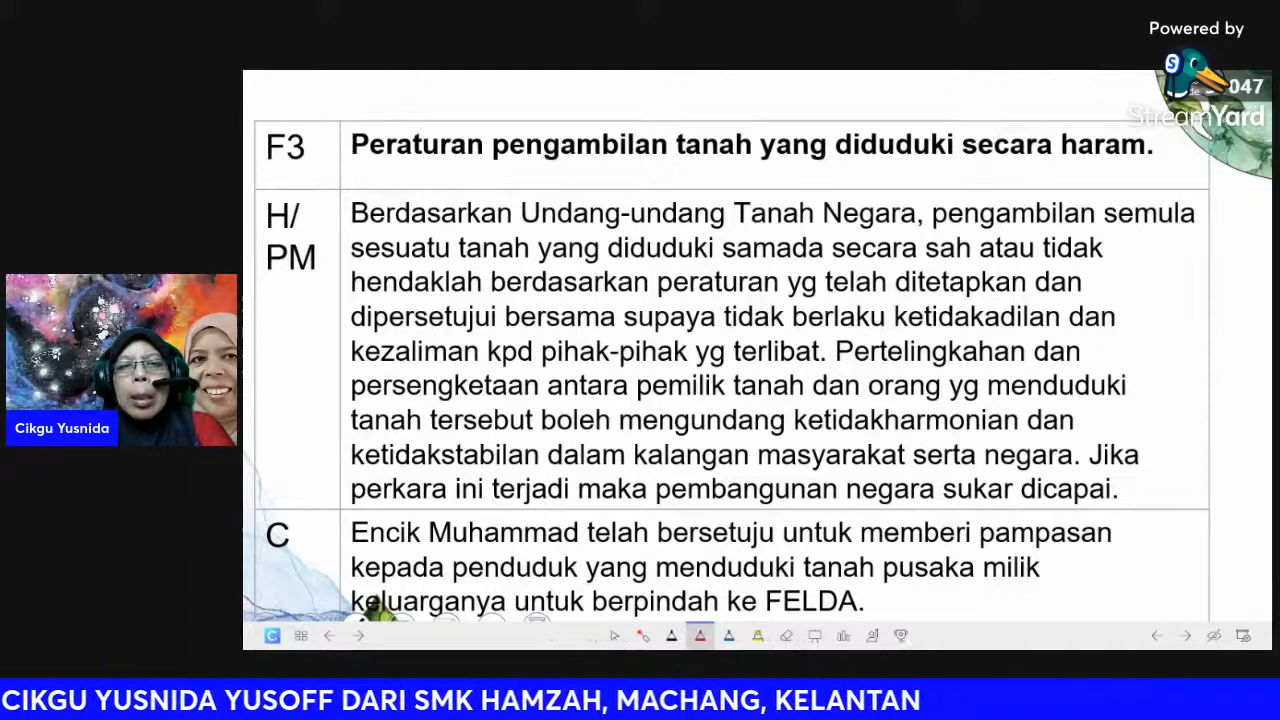 Powered by
047
StreamYard
F3
Peraturan pengambilan tanah yang diduduki secara haram.
H/
PM
Berdasarkan Undang-undang Tanah Negara, pengambilan semula
sesuatu tanah yang diduduki samada secara sah atau tidak
hendaklah berdasarkan peraturan yg telah ditetapkan dan
dipersetujui bersama supaya tidak berlaku ketidakadilan dan
kezaliman kpd pihak-pihak yg terlibat. Pertelingkahan dan
persengketaan antara pemilik tanah dan orang yg menduduki
tanah tersebut boleh mengundang ketidakharmonian dan
ketidakstabilan dalam kalangan masyarakat serta negara. Jika
perkara ini terjadi maka pembangunan negara sukar dicapai.
C
Encik Muhammad telah bersetuju untuk memberi pampasan
kepada penduduk yang menduduki tanah pusaka milik
keluarganya untuk berpindah ke FELDA.
Cikgu Yusnida
CIKGU YUSNIDA YUSOFF DARI SMK HAMZAH, MACHANG, KELANTAN